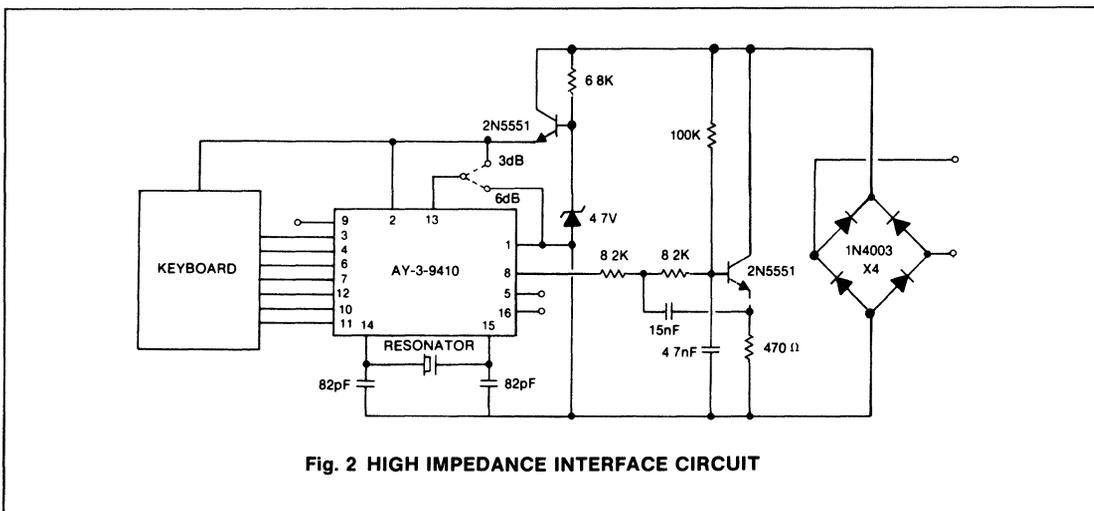 6 8K
2N5551
100K
3dB
6dB
2
13
9
3
4
6
7
12
10
11
14
15
1
8
5
16
KEYBOARD
AY-3-9410
4 7V
8 2K
8 2K
2N5551
15nF
4 7nF
470 Ω
1N4003
X4
RESONATOR
82pF
82pF
Fig. 2 HIGH IMPEDANCE INTERFACE CIRCUIT